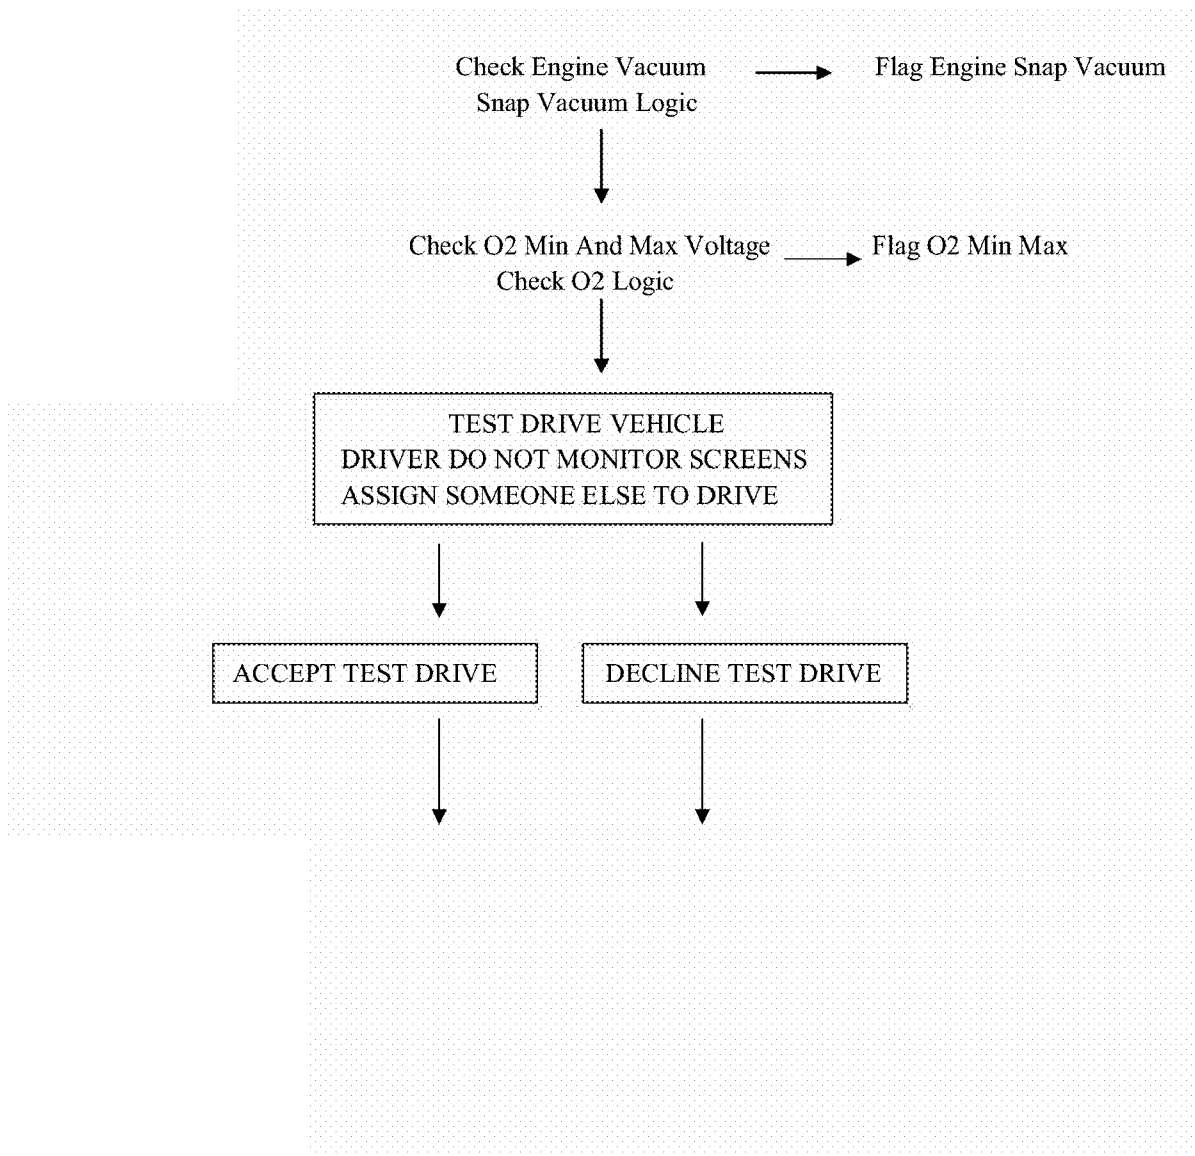 Check Engine Vacuum
Flag Engine Snap Vacuum
Snap Vacuum Logic
Check O2 Min And Max Voltage
Flag O2 Min Max
Check O2 Logic
TEST DRIVE VEHICLE
DRIVER DO NOT MONITOR SCREENS
ASSIGN SOMEONE ELSE TO DRIVE
ACCEPT TEST DRIVE
DECLINE TEST DRIVE